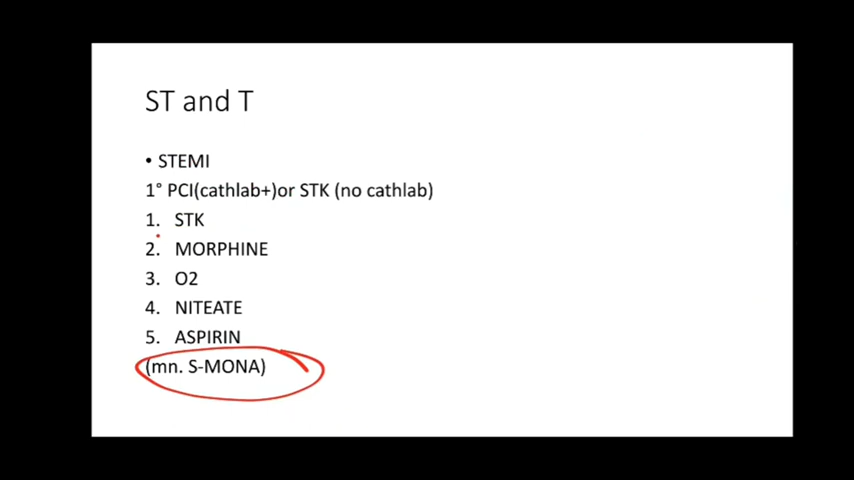 ST and T
• STEMI
1° PCI(cathlab+)or STK (no cathlab)
1. STK
2. MORPHINE
3. O2
4. NITEATE
5. ASPIRIN
(mn. S-MONA)